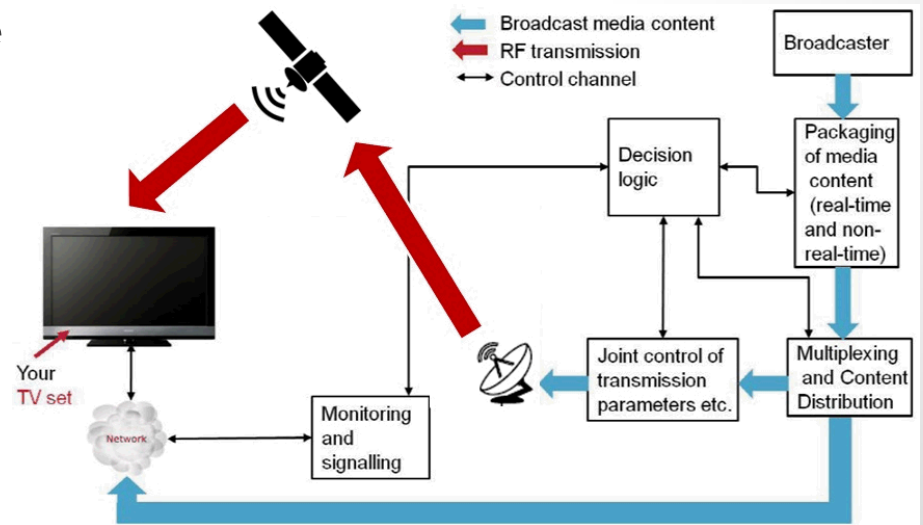 e
Broadcast media content
RF transmission
Control channel
Broadcaster
Packaging
of media
content
(real-time
and non-
real-time)
Decision
logic
Your
TV set
Network
Monitoring
and
signalling
Joint control of
transmission
parameters etc.
Multiplexing
and Content
Distribution